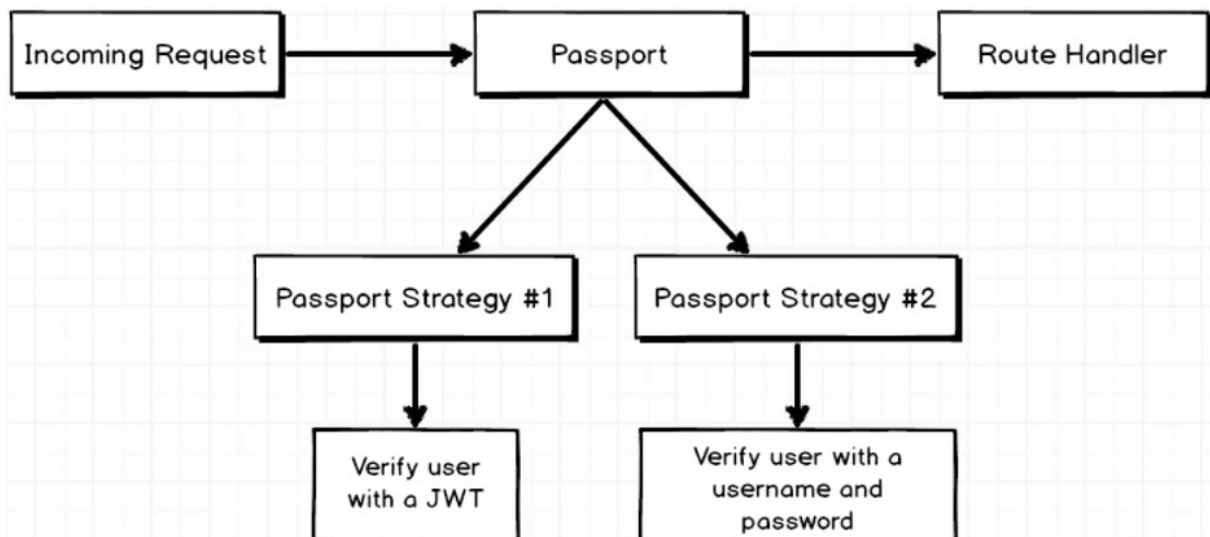 Incoming Request
Passport
Route Handler
Passport Strategy #1
Passport Strategy #2
Verify user
with a JWT
Verify user with a
username and
password